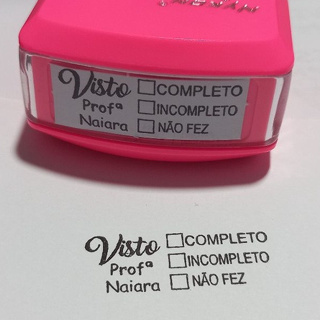 Visto ☐ COMPLETO
Profª ☐ INCOMPLETO
Naiara ☐ NÃO FEZ
Visto ☐ COMPLETO
Profª ☐ INCOMPLETO
Naiara ☐ NÃO FEZ